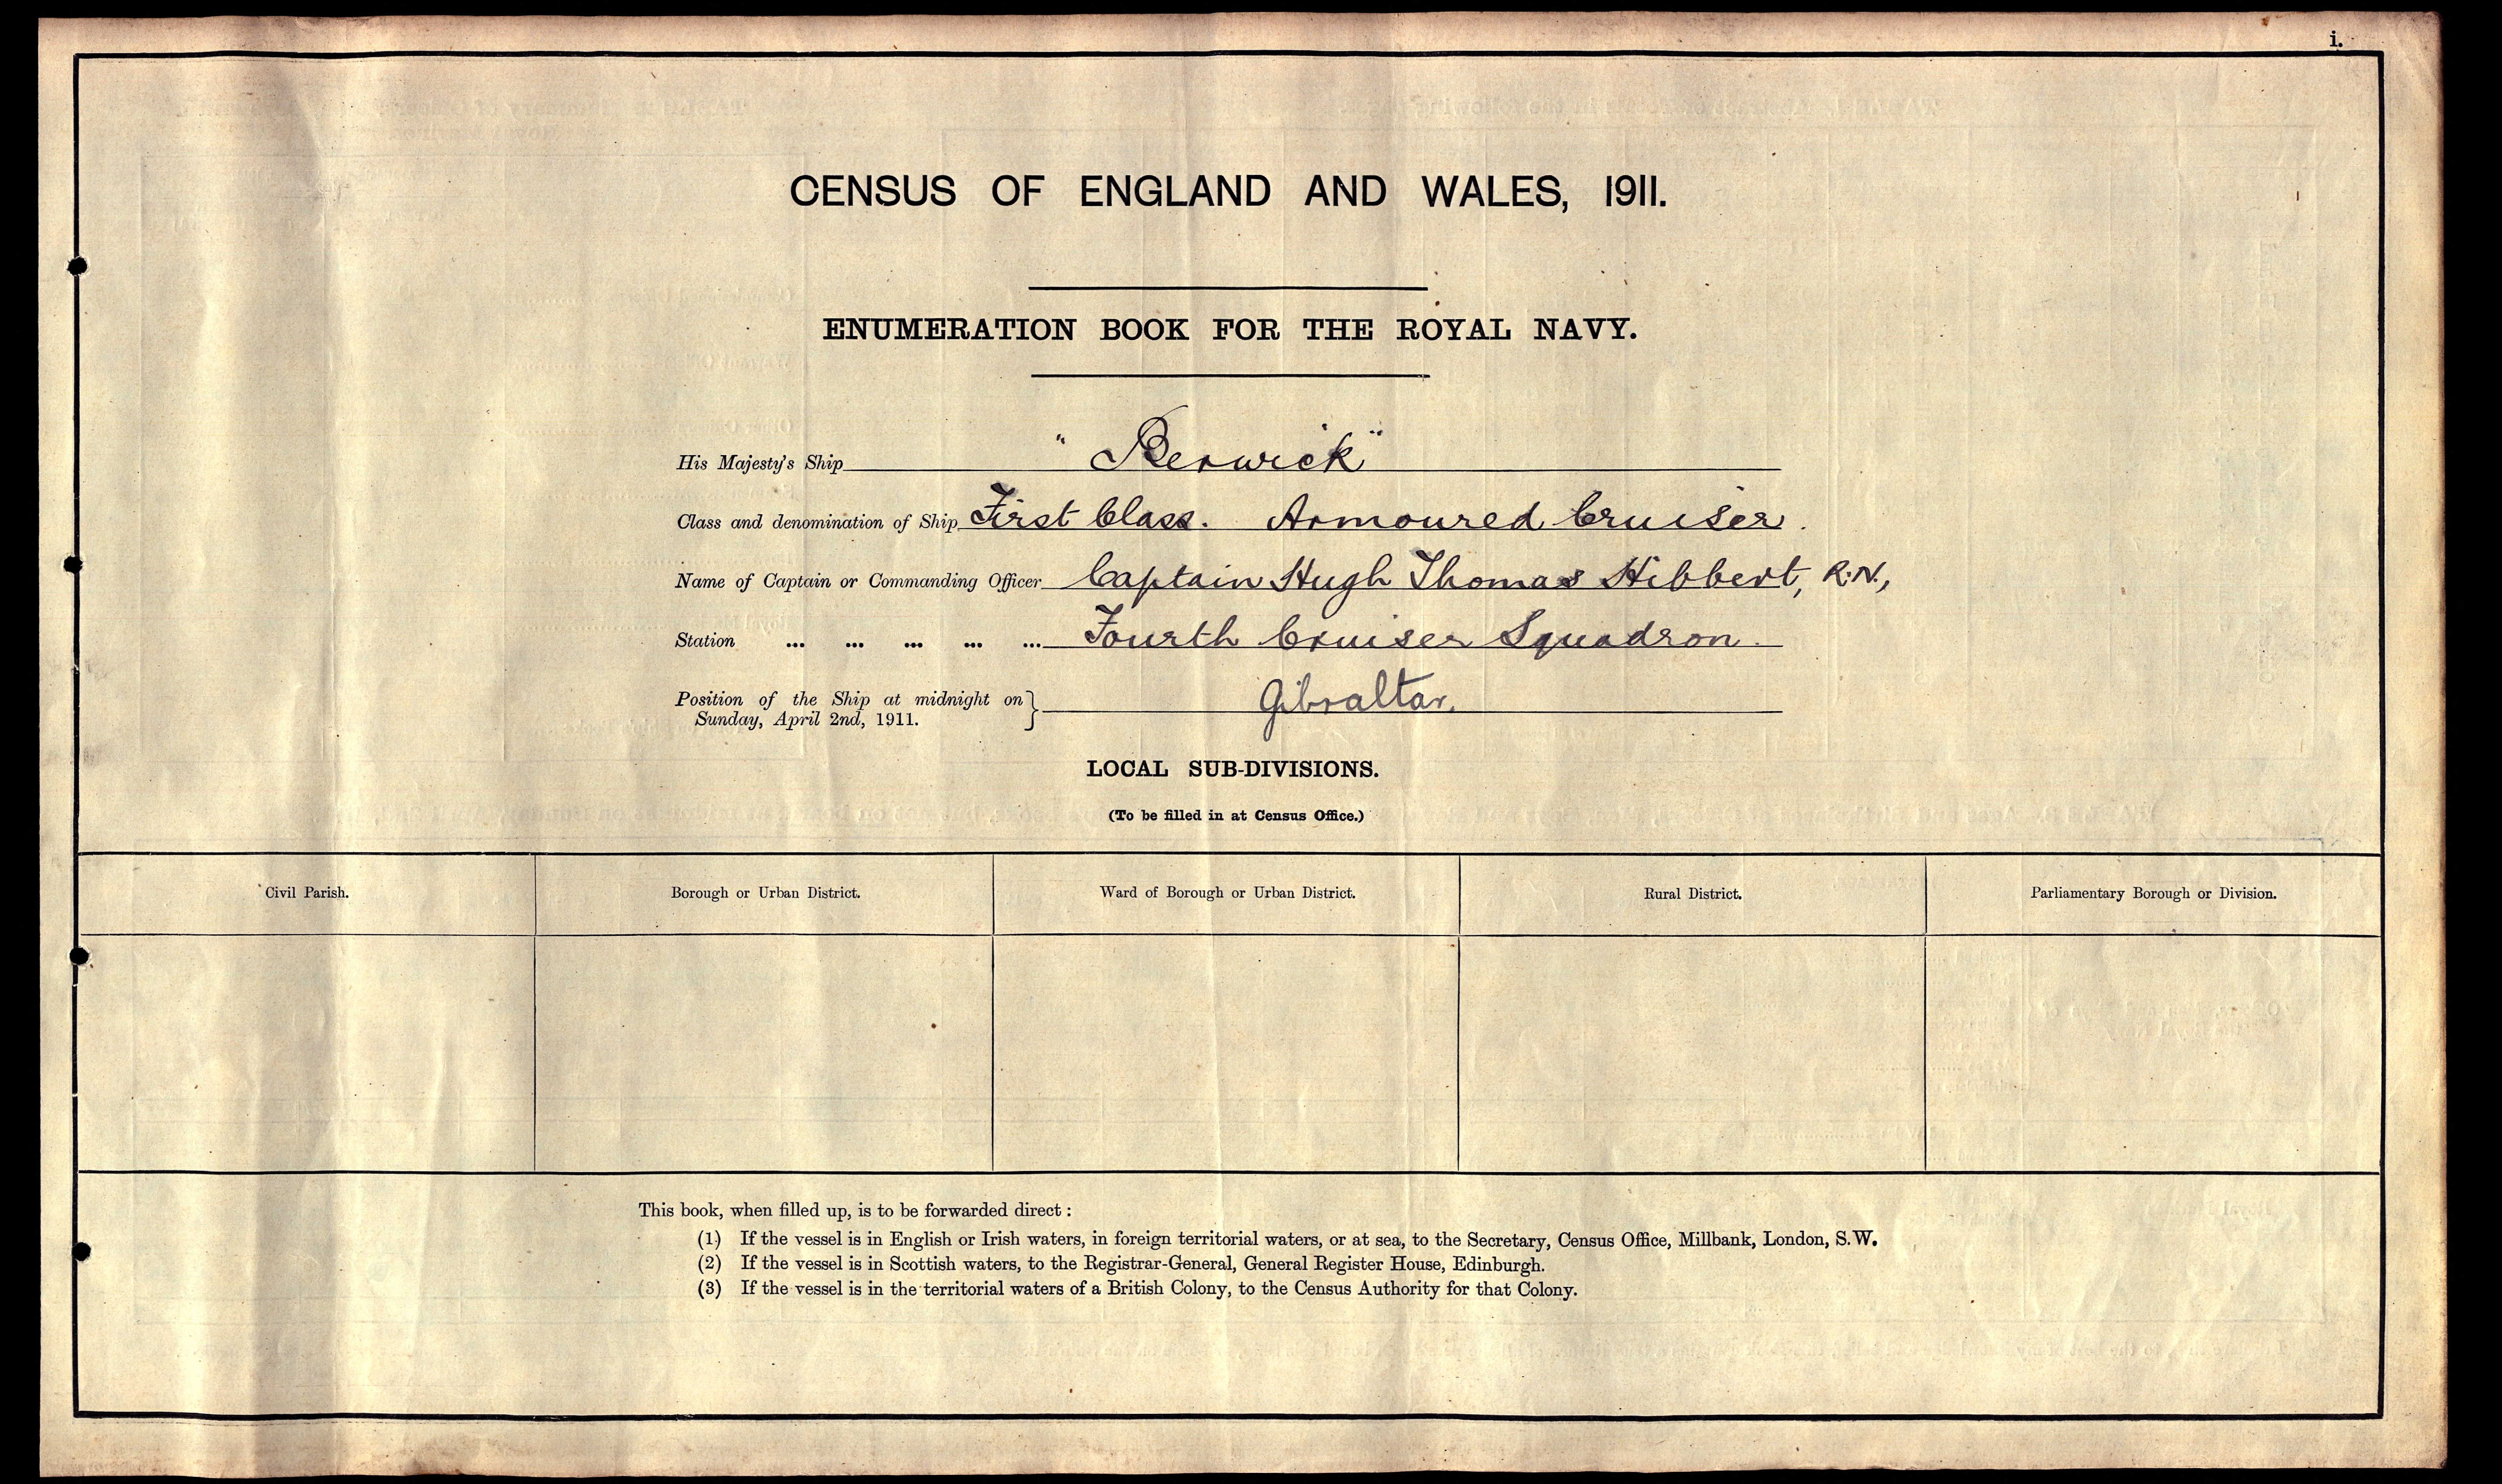 i.
CENSUS OF ENGLAND AND WALES, 1911.
ENUMERATION BOOK FOR THE ROYAL NAVY.
His Majesty's Ship "Berwick"
Class and denomination of Ship First Class. Armoured Cruiser.
Name of Captain or Commanding Officer Captain Hugh Thomas Hibbert, R.N.,
Station ... ... ... ... ... Fourth Cruiser Squadron.
Position of the Ship at midnight on } Gibraltar.
Sunday, April 2nd, 1911.
LOCAL SUB-DIVISIONS.
(To be filled in at Census Office.)
Civil Parish. Borough or Urban District. Ward of Borough or Urban District. Rural District. Parliamentary Borough or Division.
This book, when filled up, is to be forwarded direct :
(1) If the vessel is in English or Irish waters, in foreign territorial waters, or at sea, to the Secretary, Census Office, Millbank, London, S.W.
(2) If the vessel is in Scottish waters, to the Registrar-General, General Register House, Edinburgh.
(3) If the vessel is in the territorial waters of a British Colony, to the Census Authority for that Colony.